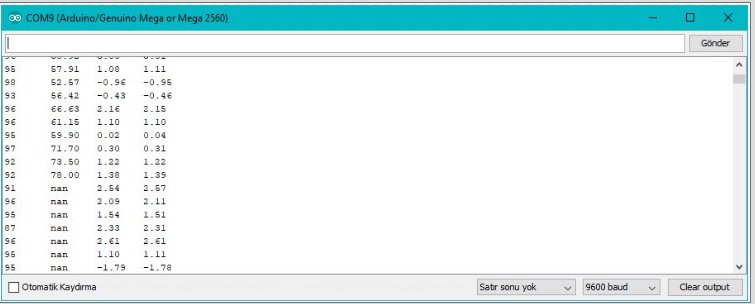 COM9 (Arduino/Genuino Mega or Mega 2560)
Gönder
95 57.91 1.08 1.11
98 52.57 -0.96 -0.95
93 56.42 -0.43 -0.46
96 66.63 2.16 2.15
96 61.15 1.10 1.10
95 59.90 0.02 0.04
97 71.70 0.30 0.31
92 73.50 1.22 1.22
92 78.00 1.38 1.39
91 nan 2.54 2.57
96 nan 2.09 2.11
95 nan 1.54 1.51
87 nan 2.33 2.31
96 nan 2.61 2.61
95 nan 1.10 1.11
95 nan -1.79 -1.78
Otomatik Kaydırma Satır sonu yok 9600 baud Clear output